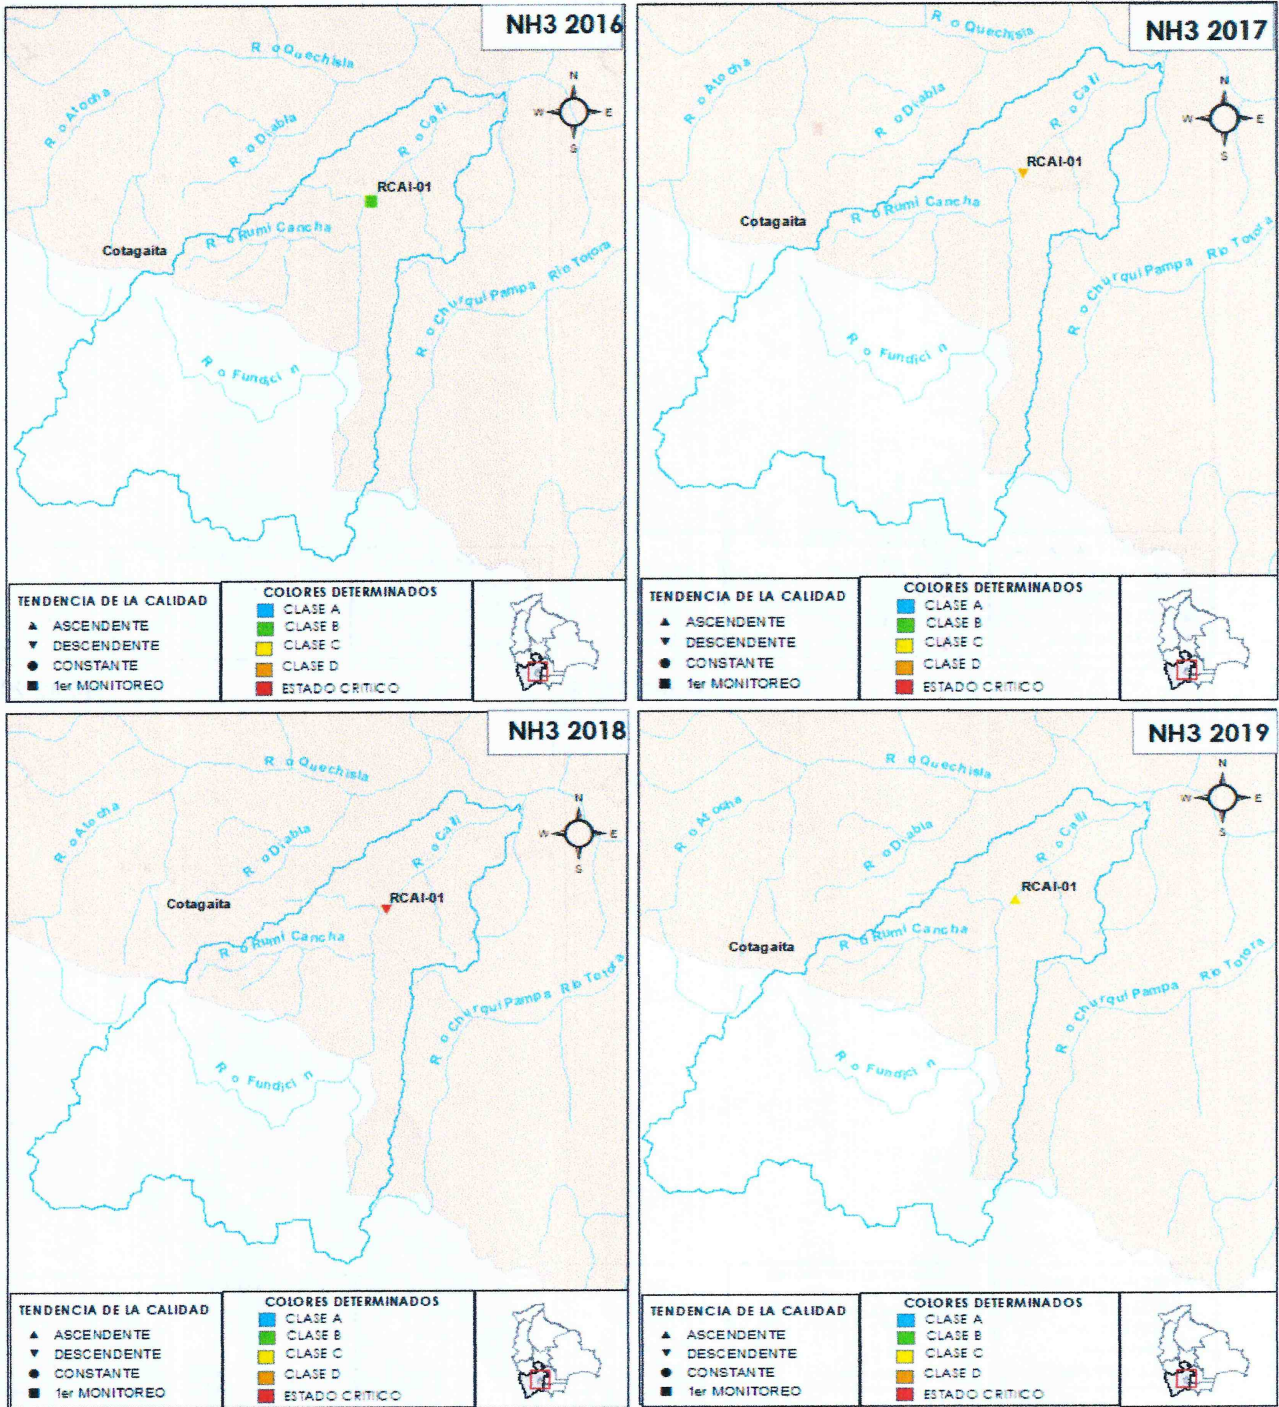 NH3 2016
R o Quechisla
N
W
E
S
R o Atocha
R o Diabla
R o Calli
RCAI-01
R o Rumi Cancha
Cotagaita
R o Churqui Pampa
Rio Totora
R o Fundici n
TENDENCIA DE LA CALIDAD
ASCENDENTE
DESCENDENTE
CONSTANTE
1er MONITOREO
COLORES DETERMINADOS
CLASE A
CLASE B
CLASE C
CLASE D
ESTADO CRITICO
NH3 2017
R o Quechisla
N
W
E
S
R o Atocha
R o Diabla
R o Calli
RCAI-01
R o Rumi Cancha
Cotagaita
R o Churqui Pampa
Rio Totora
R o Fundici n
TENDENCIA DE LA CALIDAD
ASCENDENTE
DESCENDENTE
CONSTANTE
1er MONITOREO
COLORES DETERMINADOS
CLASE A
CLASE B
CLASE C
CLASE D
ESTADO CRITICO
NH3 2018
R o Quechisla
N
W
E
S
R o Atocha
R o Diabla
R o Calli
RCAI-01
Cotagaita
R o Rumi Cancha
R o Churqui Pampa
Rio Totora
R o Fundici n
TENDENCIA DE LA CALIDAD
ASCENDENTE
DESCENDENTE
CONSTANTE
1er MONITOREO
COLORES DETERMINADOS
CLASE A
CLASE B
CLASE C
CLASE D
ESTADO CRITICO
NH3 2019
R o Quechisla
N
W
E
S
R o Atocha
R o Diabla
R o Calli
RCAI-01
R o Rumi Cancha
Cotagaita
R o Churqui Pampa
Rio Totora
R o Fundici n
TENDENCIA DE LA CALIDAD
ASCENDENTE
DESCENDENTE
CONSTANTE
1er MONITOREO
COLORES DETERMINADOS
CLASE A
CLASE B
CLASE C
CLASE D
ESTADO CRITICO